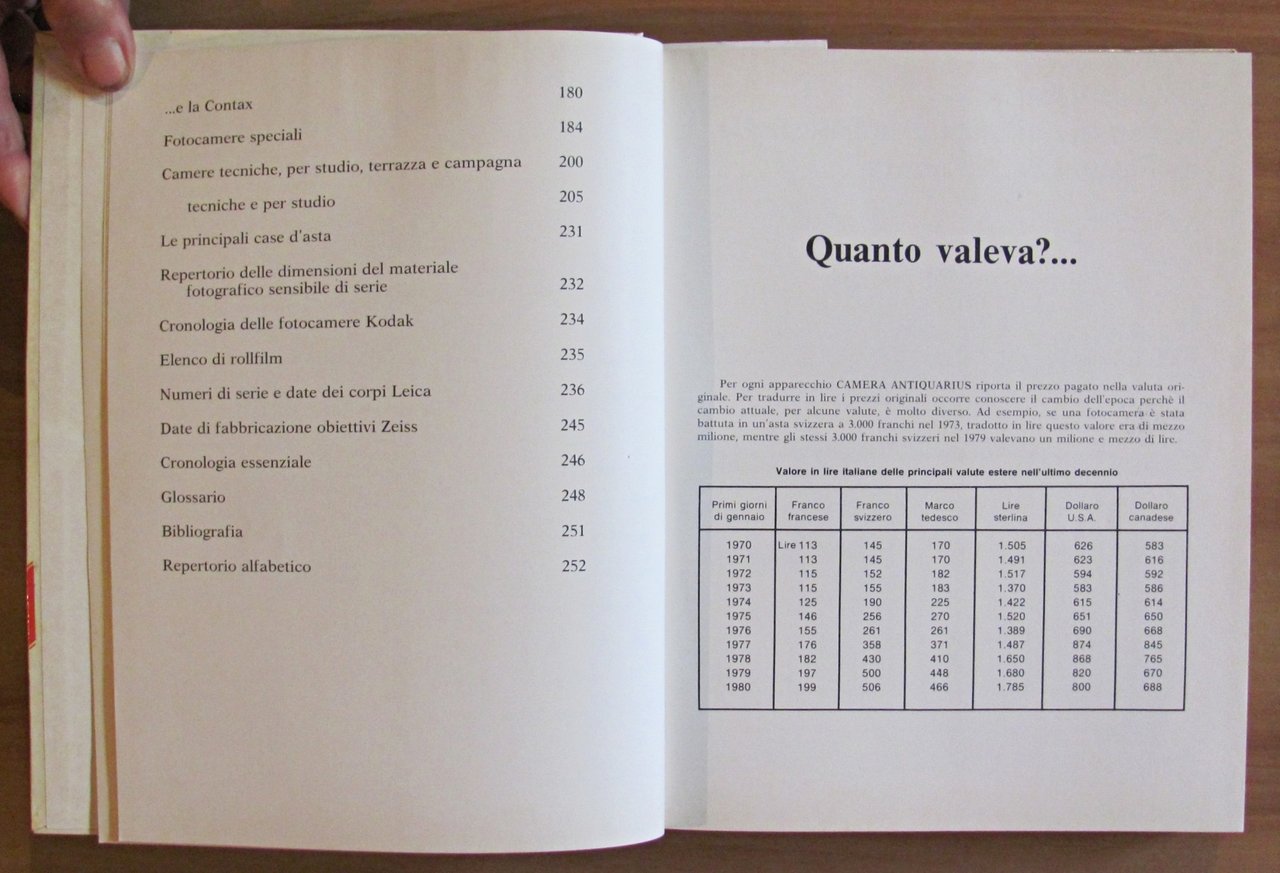 ...e la Contax 180
Fotocamere speciali 184
Camere tecniche, per studio, terrazza e campagna 200
tecniche e per studio 205
Le principali case d'asta 231
Repertorio delle dimensioni del materiale
fotografico sensibile di serie 232
Cronologia delle fotocamere Kodak 234
Elenco di rollfilm 235
Numeri di serie e date dei corpi Leica 236
Date di fabbricazione obiettivi Zeiss 245
Cronologia essenziale 246
Glossario 248
Bibliografia 251
Repertorio alfabetico 252
Quanto valeva?...
Per ogni apparecchio CAMERA ANTIQUARIUS riporta il prezzo pagato nella valuta ori-
ginale. Per tradurre in lire i prezzi originali occorre conoscere il cambio dell'epoca perchè il
cambio attuale, per alcune valute, è molto diverso. Ad esempio, se una fotocamera è stata
battuta in un'asta svizzera a 3.000 franchi nel 1973, tradotto in lire questo valore era di mezzo
milione, mentre gli stessi 3.000 franchi svizzeri nel 1979 valevano un milione e mezzo di lire.
Valore in lire italiane delle principali valute estere nell'ultimo decennio
Primi giorni Franco Franco Marco Lire Dollaro Dollaro
di gennaio francese svizzero tedesco sterlina U.S.A. canadese
1970 Lire 113 145 170 1.505 626 583
1971 113 145 170 1.491 623 616
1972 115 152 182 1.517 594 592
1973 115 155 183 1.370 583 586
1974 125 190 225 1.422 615 614
1975 146 256 270 1.520 651 650
1976 155 261 261 1.389 690 668
1977 176 358 371 1.487 874 845
1978 182 430 410 1.650 868 765
1979 197 500 448 1.680 820 670
1980 199 506 466 1.785 800 688